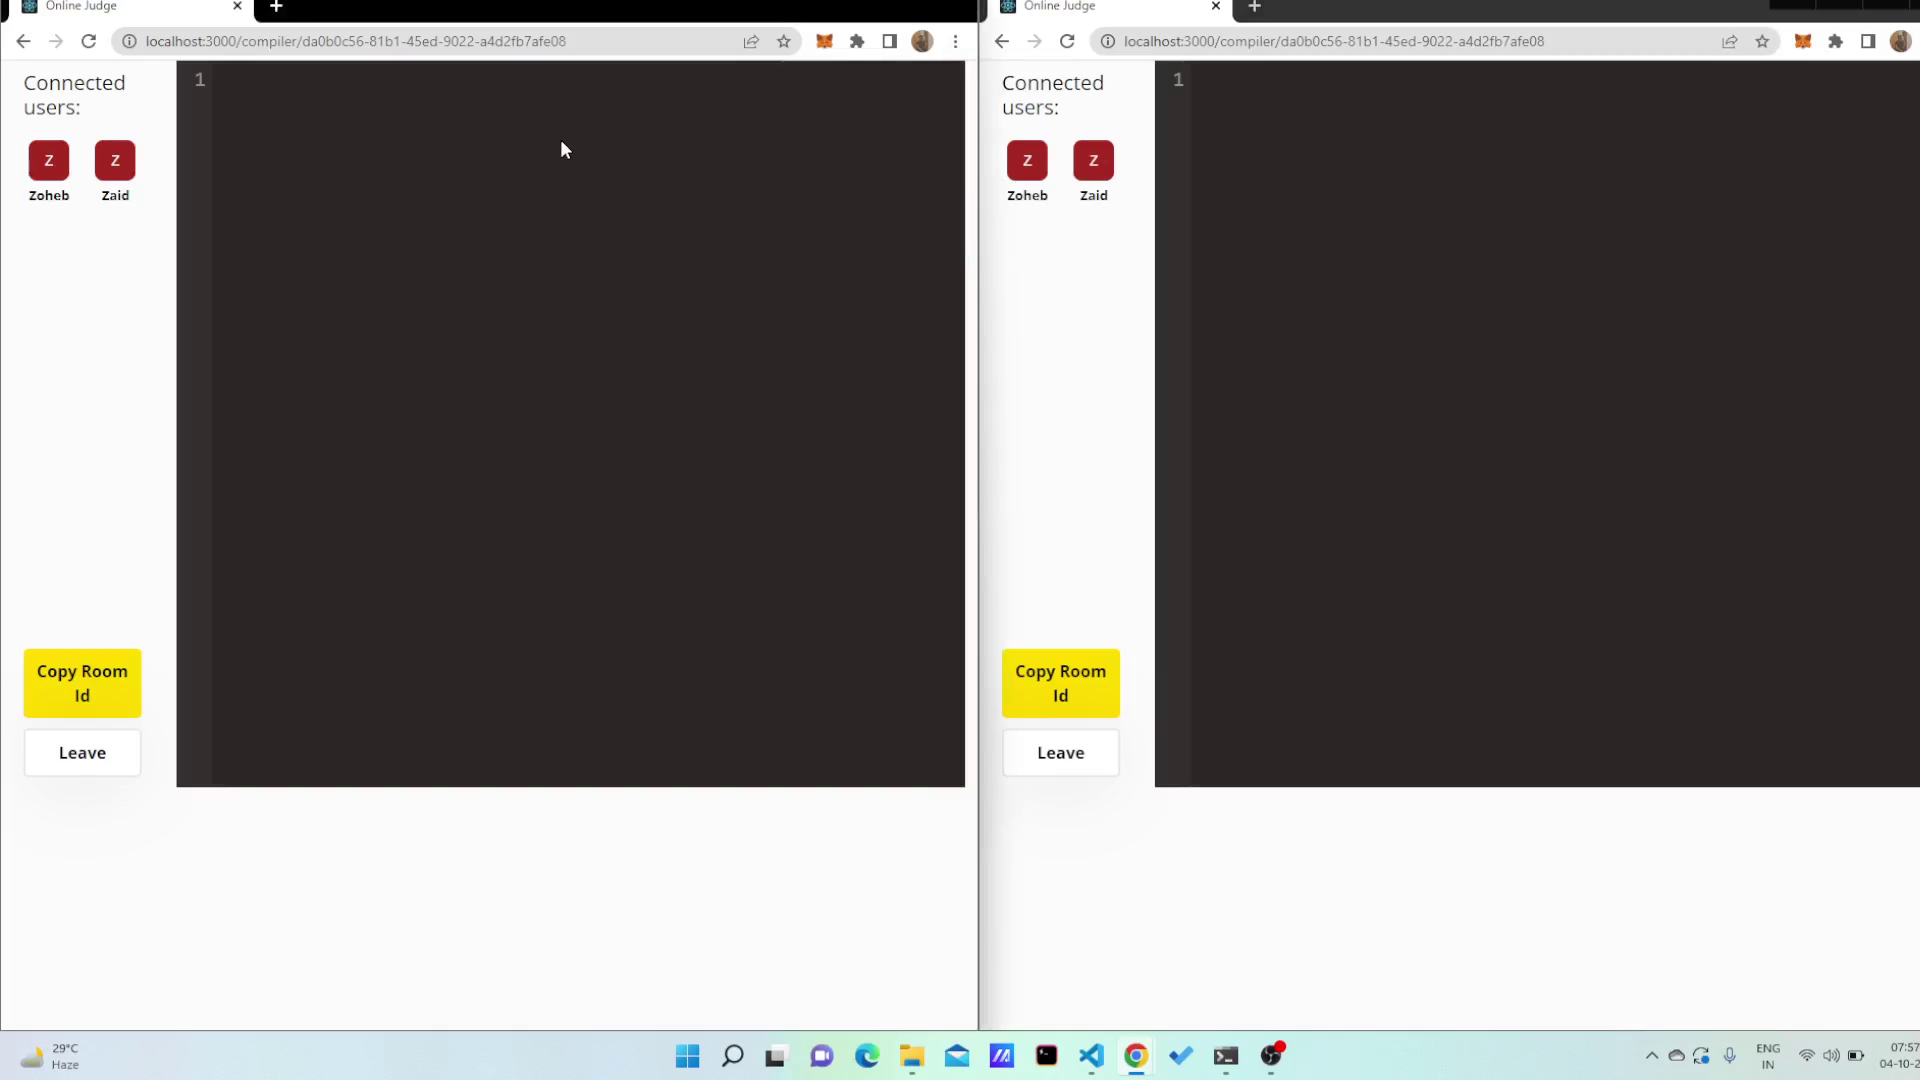 Online Judge
localhost:3000/compiler/da0b0c56-81b1-45ed-9022-a4d2fb7afe08
Connected
users:
1
Z Z
Zoheb Zaid
Copy Room
Id
Leave
Online Judge
localhost:3000/compiler/da0b0c56-81b1-45ed-9022-a4d2fb7afe08
Connected
users:
1
Z Z
Zoheb Zaid
Copy Room
Id
Leave
29°C
Haze
ENG
IN
07:57
04-10-2